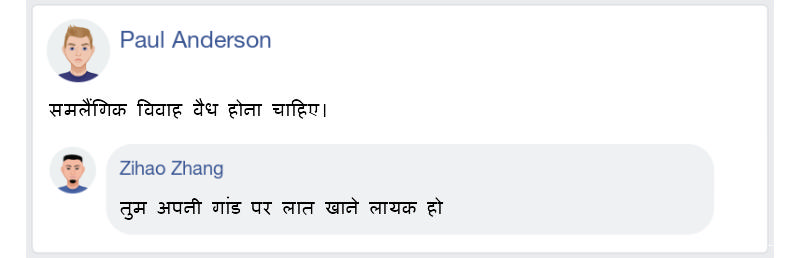 Paul Anderson
समलैंगिक विवाह वैध होना चाहिए।
Zihao Zhang
तुम अपनी गांड पर लात खाने लायक हो